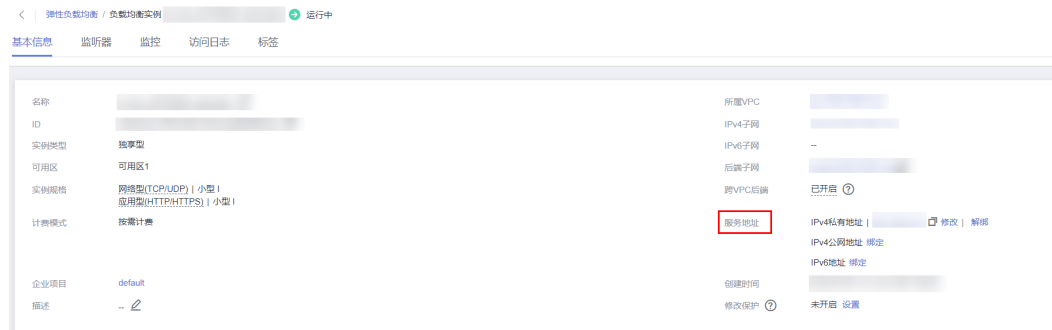 弹性负载均衡 / 负载均衡实例 运行中
基本信息 监听器 监控 访问日志 标签
名称
所属VPC
ID
IPv4子网
实例类型 独享型
IPv6子网 --
可用区 可用区1
后端子网
实例规格 网络型(TCP/UDP) | 小型 I
应用型(HTTP/HTTPS) | 小型 I
跨VPC后端 已开启
计费模式 按需计费
服务地址 IPv4私有地址 | 修改 | 解绑
IPv4公网地址 绑定
IPv6地址 绑定
企业项目 default
创建时间
描述 --
修改保护 未开启 设置